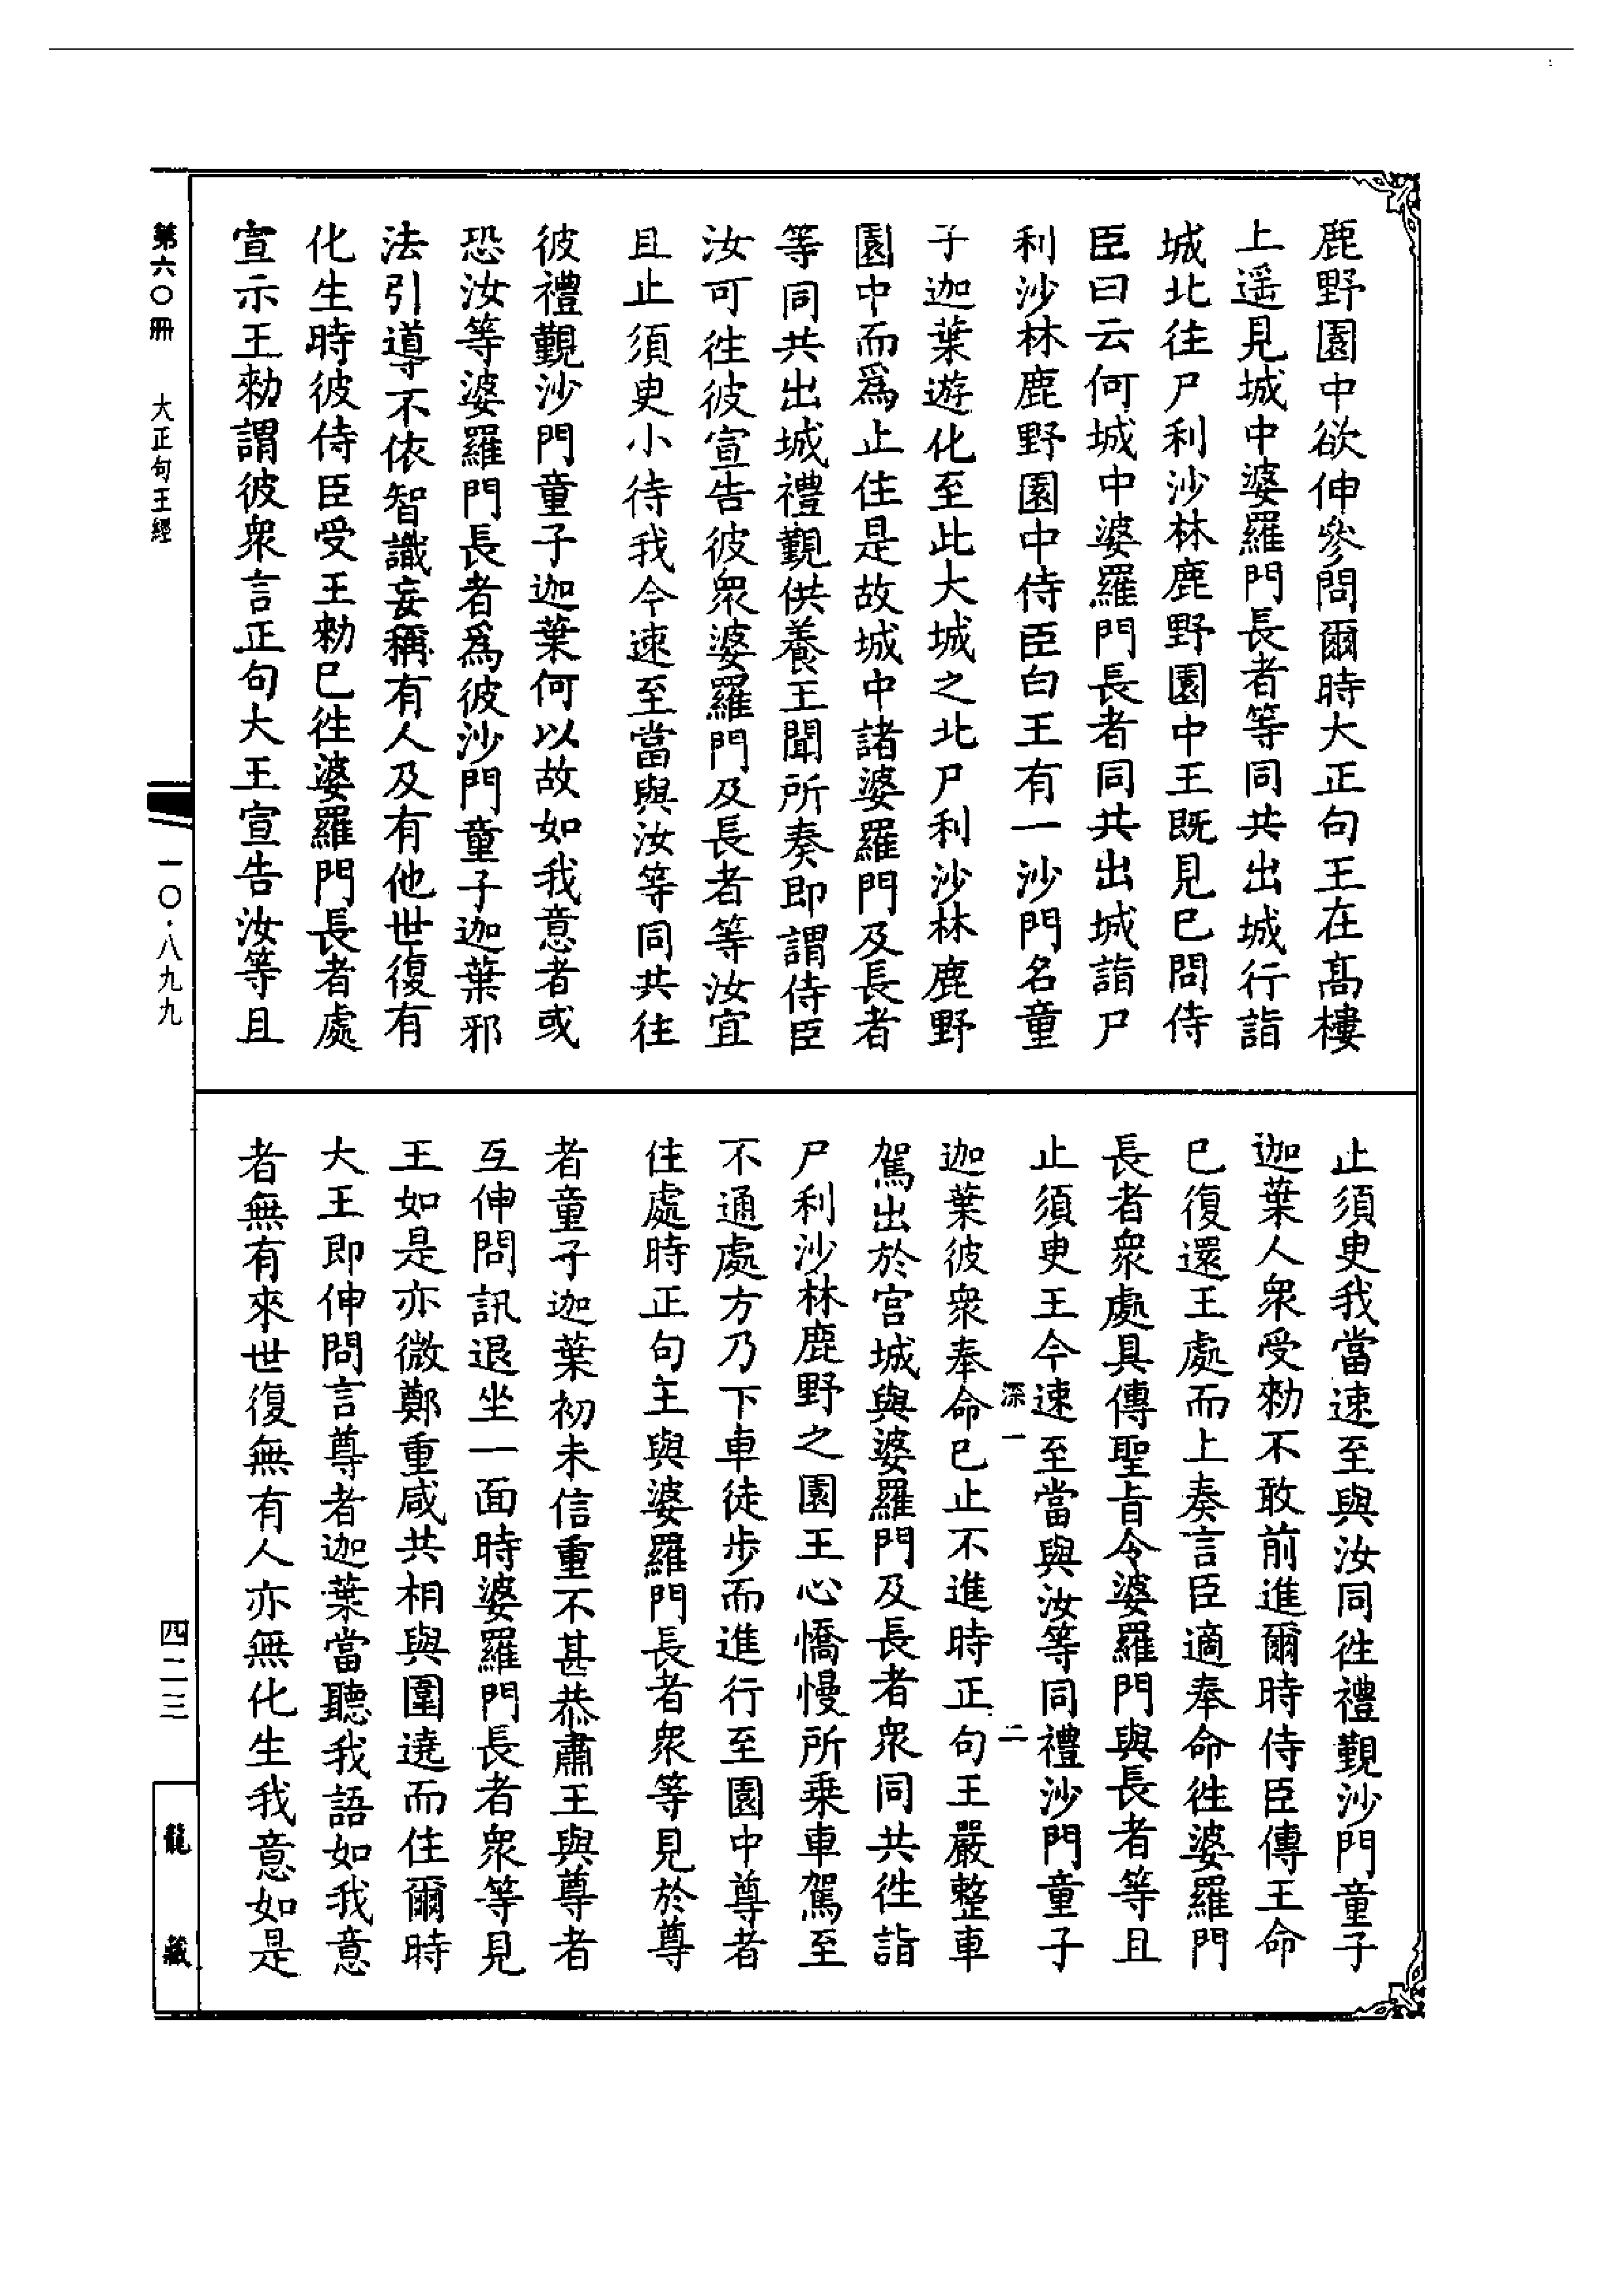 鹿野園中欲伸參問爾時大正句王在髙樓
上遥見城中婆羅門長者等同共出城行詣
城北往尸利沙林鹿野園中王既見已問侍
臣曰云何城中婆羅門長者同共出城詣尸
利沙林鹿野園中侍臣白王有一沙門名童
子迦葉遊化至此大城之北尸利沙林鹿野
園中而爲止住是故城中諸婆羅門及長者
等同共出城禮覲供養王聞所奏即謂侍臣
汝可往彼宣告彼衆婆羅門及長者等汝宜
且止須臾小待我今速至當與汝等同共往
彼禮覲沙門童子迦葉何以故如我意者或
恐汝等婆羅門長者爲彼沙門童子迦葉邪
法引導不依智識妄稱有人及有他世復有
化生時彼侍臣受王勑已往婆羅門長者處
宣示王勑謂彼衆言正句大王宣告汝等且
止須臾我當速至與汝同往禮覲沙門童子
迦葉人衆受勑不敢前進爾時侍臣傳王命
已復還王處而上奏言臣適奉命往婆羅門
長者衆處具傳聖旨令婆羅門與長者等且
止須臾王今速至當與汝等同禮沙門童子
深一 二
迦葉彼衆奉命已止不進時正句王嚴整車
駕出於宫城與婆羅門及長者衆同共往詣
尸利沙林鹿野之園王心憍慢所乗車駕至
不通處方乃下車徒步而進行至園中尊者
住處時正句主與婆羅門長者衆等見於尊
者童子迦葉初未信重不甚恭肅王與尊者
互伸問訊退坐一面時婆羅門長者衆等見
王如是亦微鄭重咸共相與圍遶而住爾時
大王即伸問言尊者迦葉當聽我語如我意
者無有來世復無有人亦無化生我意如是
第六〇冊 大正句王經
一〇·八九九
四二三
龍藏